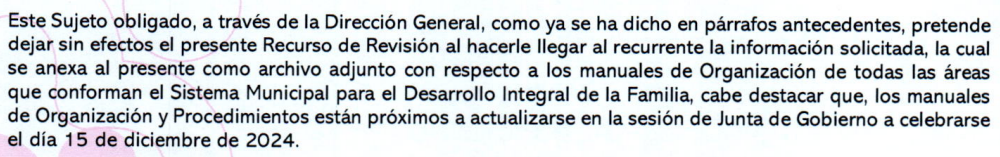 Este Sujeto obligado, a través de la Dirección General, como ya se ha dicho en párrafos antecedentes, pretende
dejar sin efectos el presente Recurso de Revisión al hacerle llegar al recurrente la información solicitada, la cual
se anexa al presente como archivo adjunto con respecto a los manuales de Organización de todas las áreas
que conforman el Sistema Municipal para el Desarrollo Integral de la Familia, cabe destacar que, los manuales
de Organización y Procedimientos están próximos a actualizarse en la sesión de Junta de Gobierno a celebrarse
el día 15 de diciembre de 2024.